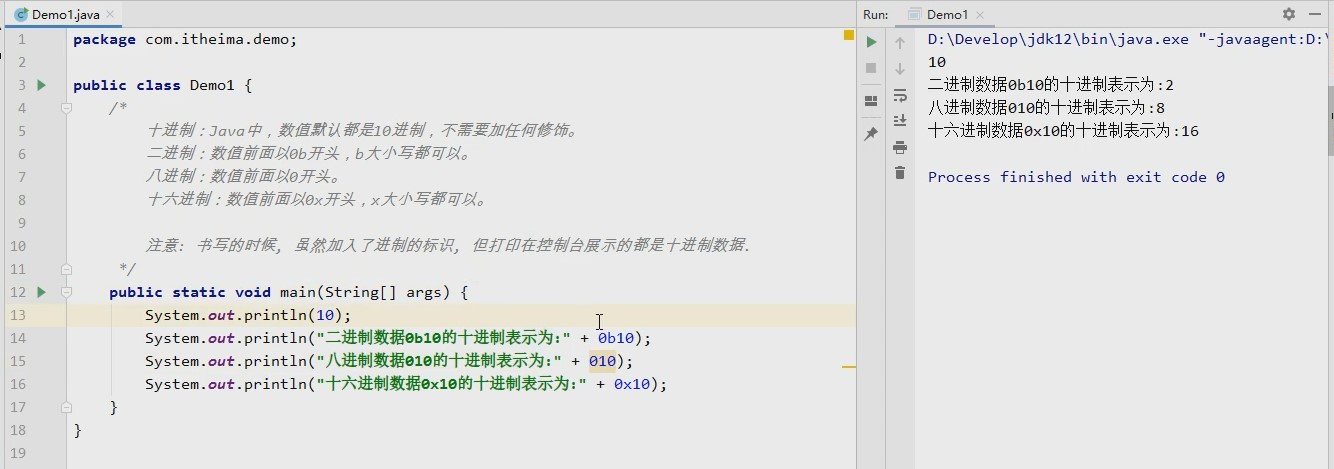 Demo1.java
1 package com.itheima.demo;
2
3 public class Demo1 {
4 /*
5 十进制：Java中，数值默认都是10进制，不需要加任何修饰。
6 二进制：数值前面以0b开头，b大小写都可以。
7 八进制：数值前面以0开头。
8 十六进制：数值前面以0x开头，x大小写都可以。
9
10 注意: 书写的时候, 虽然加入了进制的标识, 但打印在控制台展示的都是十进制数据.
11 */
12 public static void main(String[] args) {
13 System.out.println(10);
14 System.out.println("二进制数据0b10的十进制表示为:" + 0b10);
15 System.out.println("八进制数据010的十进制表示为:" + 010);
16 System.out.println("十六进制数据0x10的十进制表示为:" + 0x10);
17 }
18 }
19
Run: Demo1
D:\Develop\jdk12\bin\java.exe "-javaagent:D:\
10
二进制数据0b10的十进制表示为:2
八进制数据010的十进制表示为:8
十六进制数据0x10的十进制表示为:16
Process finished with exit code 0